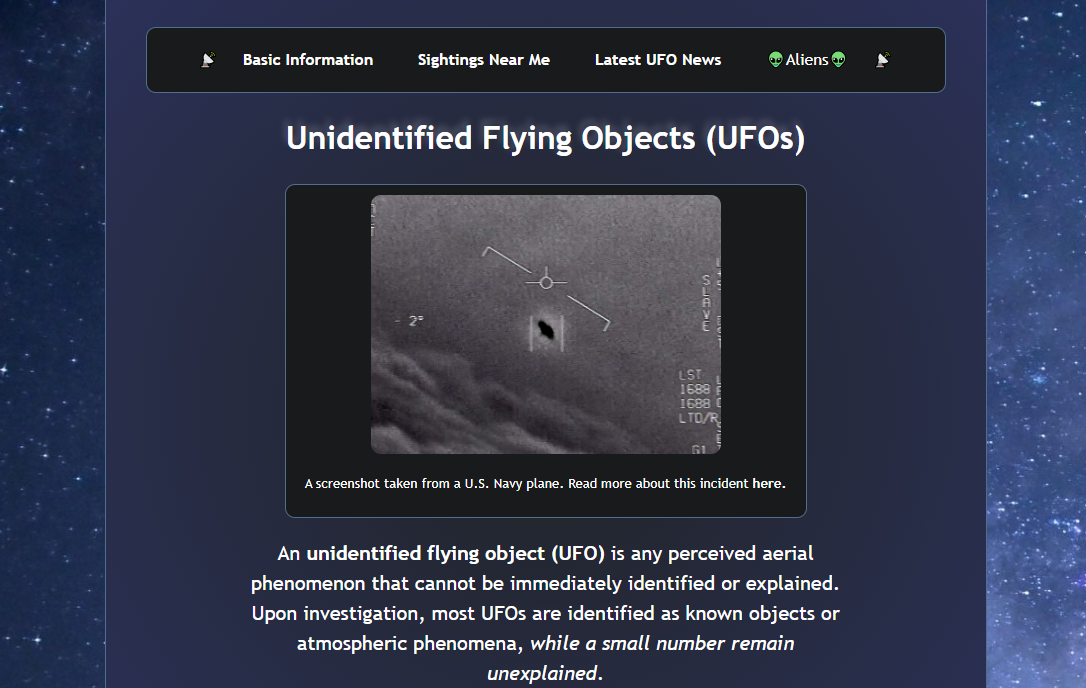 Basic Information Sightings Near Me Latest UFO News Aliens
Unidentified Flying Objects (UFOs)
- 2°
SLAVE
LST
1688
1688
LTD/R
A screenshot taken from a U.S. Navy plane. Read more about this incident here.
An unidentified flying object (UFO) is any perceived aerial
phenomenon that cannot be immediately identified or explained.
Upon investigation, most UFOs are identified as known objects or
atmospheric phenomena, while a small number remain
unexplained.